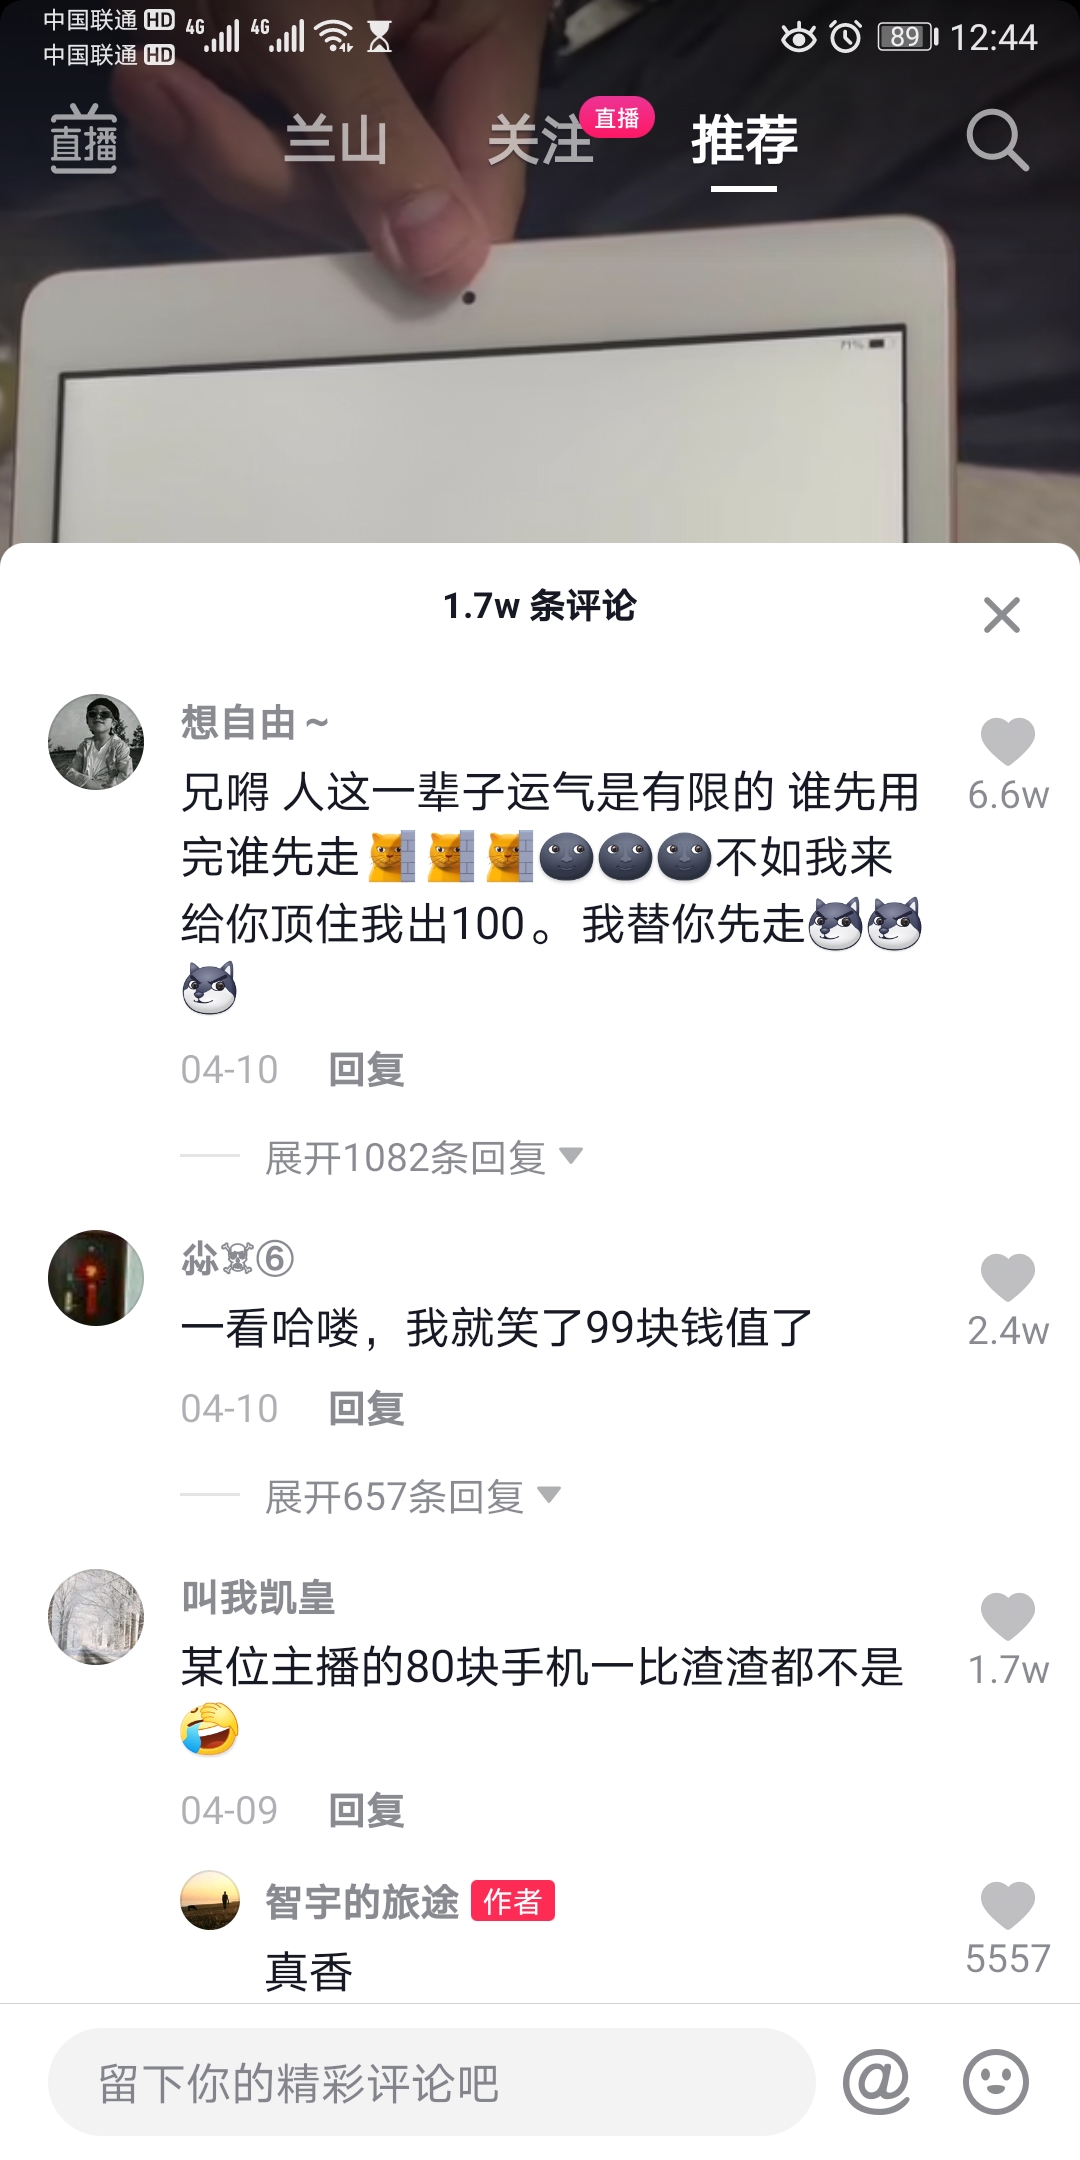 中国联通 HD 4G 4G 89 12:44
中国联通 HD
直播 兰山 关注 直播 推荐
71%
1.7w 条评论
想自由～
兄嘚 人这一辈子运气是有限的 谁先用
6.6w
完谁先走🐱🐱🐱🌚🌚🌚不如我来
给你顶住我出100。我替你先走
04-10 回复
展开1082条回复
尛☠⑥
一看哈喽，我就笑了99块钱值了
2.4w
04-10 回复
展开657条回复
叫我凯皇
某位主播的80块手机一比渣渣都不是
1.7w
04-09 回复
智宇的旅途 作者
真香
5557
留下你的精彩评论吧 @